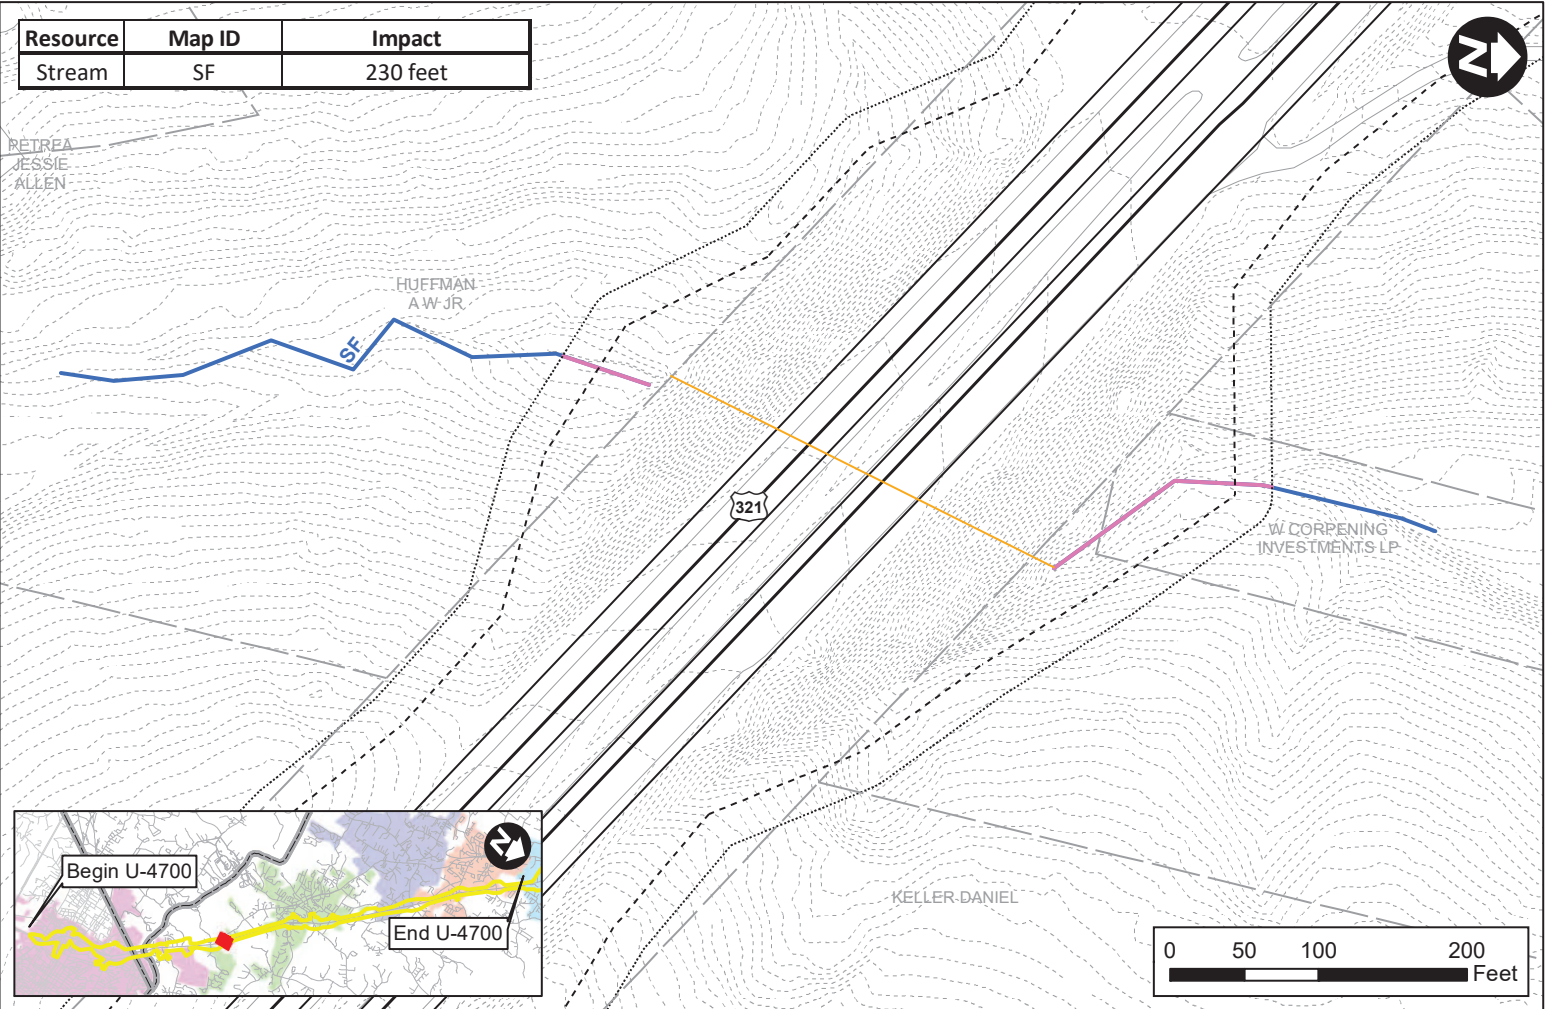 Resource Map ID Impact
Stream SF 230 feet
N
PETREA
JESSIE
ALLEN
HUFFMAN
A W JR
SF
321
W CORPENING
INVESTMENTS LP
KELLER DANIEL
Begin U-4700
N
End U-4700
0 50 100 200
Feet